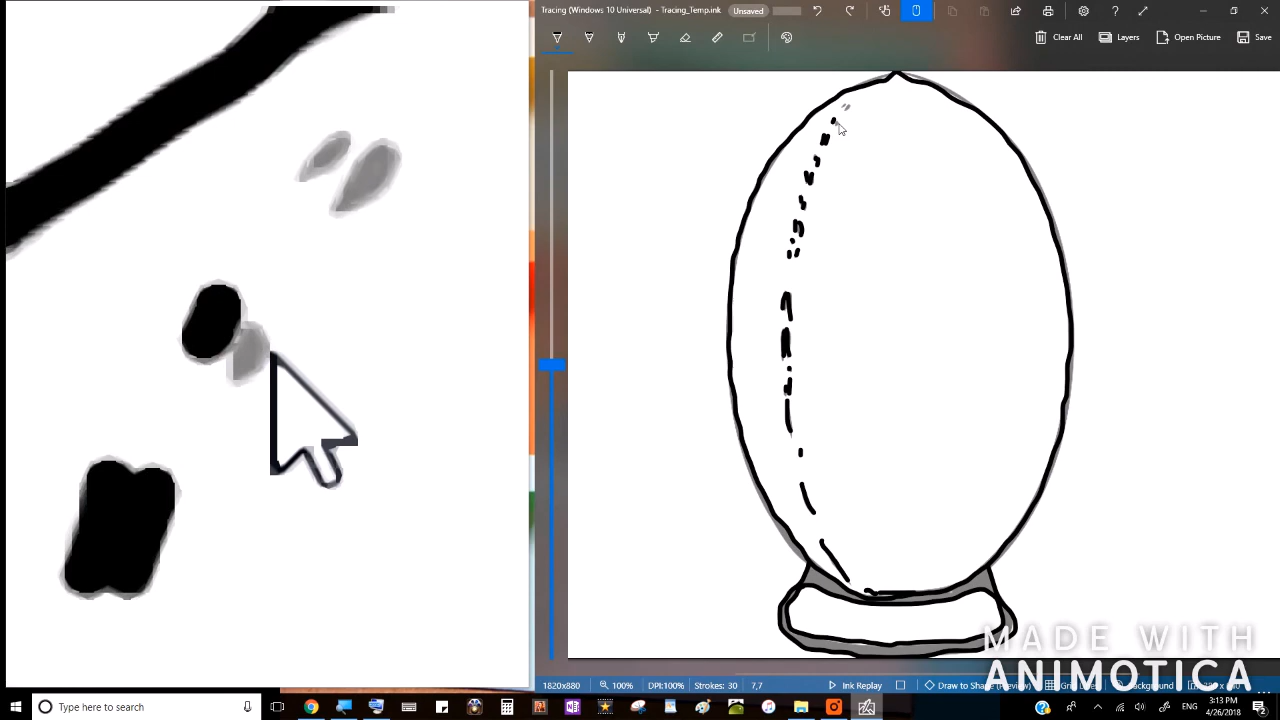 Tracing (Windows 10 Universal) - Tracing_Temp.ink
Unsaved
Clear All
Layers
Open Picture
Save
1820x880
100%
DPI:100%
Strokes: 30
7,7
Ink Replay
Draw to Shape (Preview)
MADE WITH
ANIMOTICA
Type here to search
ENG
3:13 PM
4/26/2018